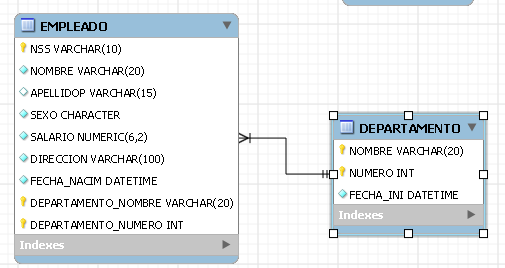 EMPLEADO
NSS VARCHAR(10)
NOMBRE VARCHAR(20)
APELLIDOP VARCHAR(15)
SEXO CHARACTER
SALARIO NUMERIC(6,2)
DIRECCION VARCHAR(100)
FECHA_NACIM DATETIME
DEPARTAMENTO_NOMBRE VARCHAR(20)
DEPARTAMENTO_NUMERO INT
Indexes
DEPARTAMENTO
NOMBRE VARCHAR(20)
NUMERO INT
FECHA_INI DATETIME
Indexes